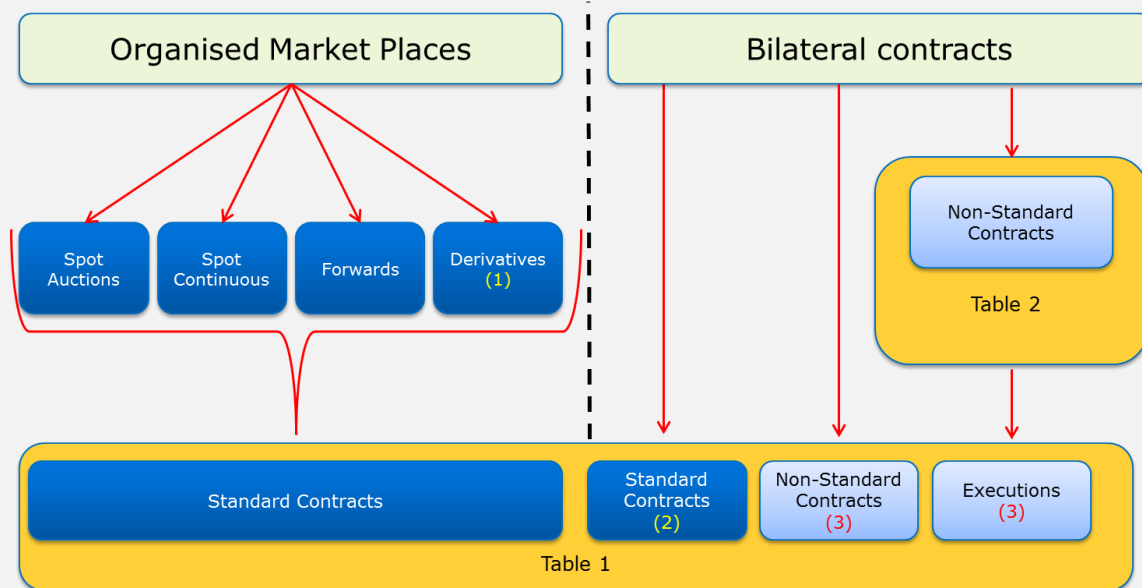 Organised Market Places
Bilateral contracts
Non-Standard
Contracts
Table 2
Spot
Auctions
Spot
Continuous
Forwards
Derivatives
(1)
Standard Contracts
Standard
Contracts
(2)
Non-Standard
Contracts
(3)
Executions
(3)
Table 1